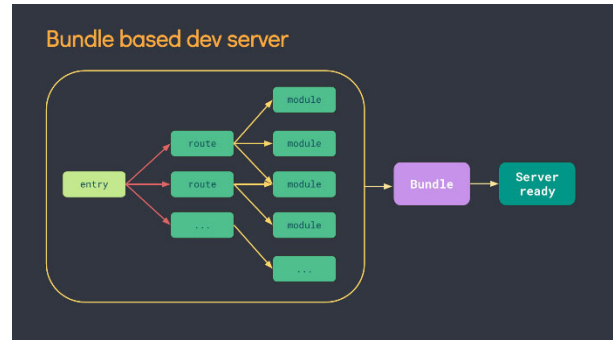 Bundle based dev server
module
route
module
entry
route
module
Bundle
Server
ready
...
module
...